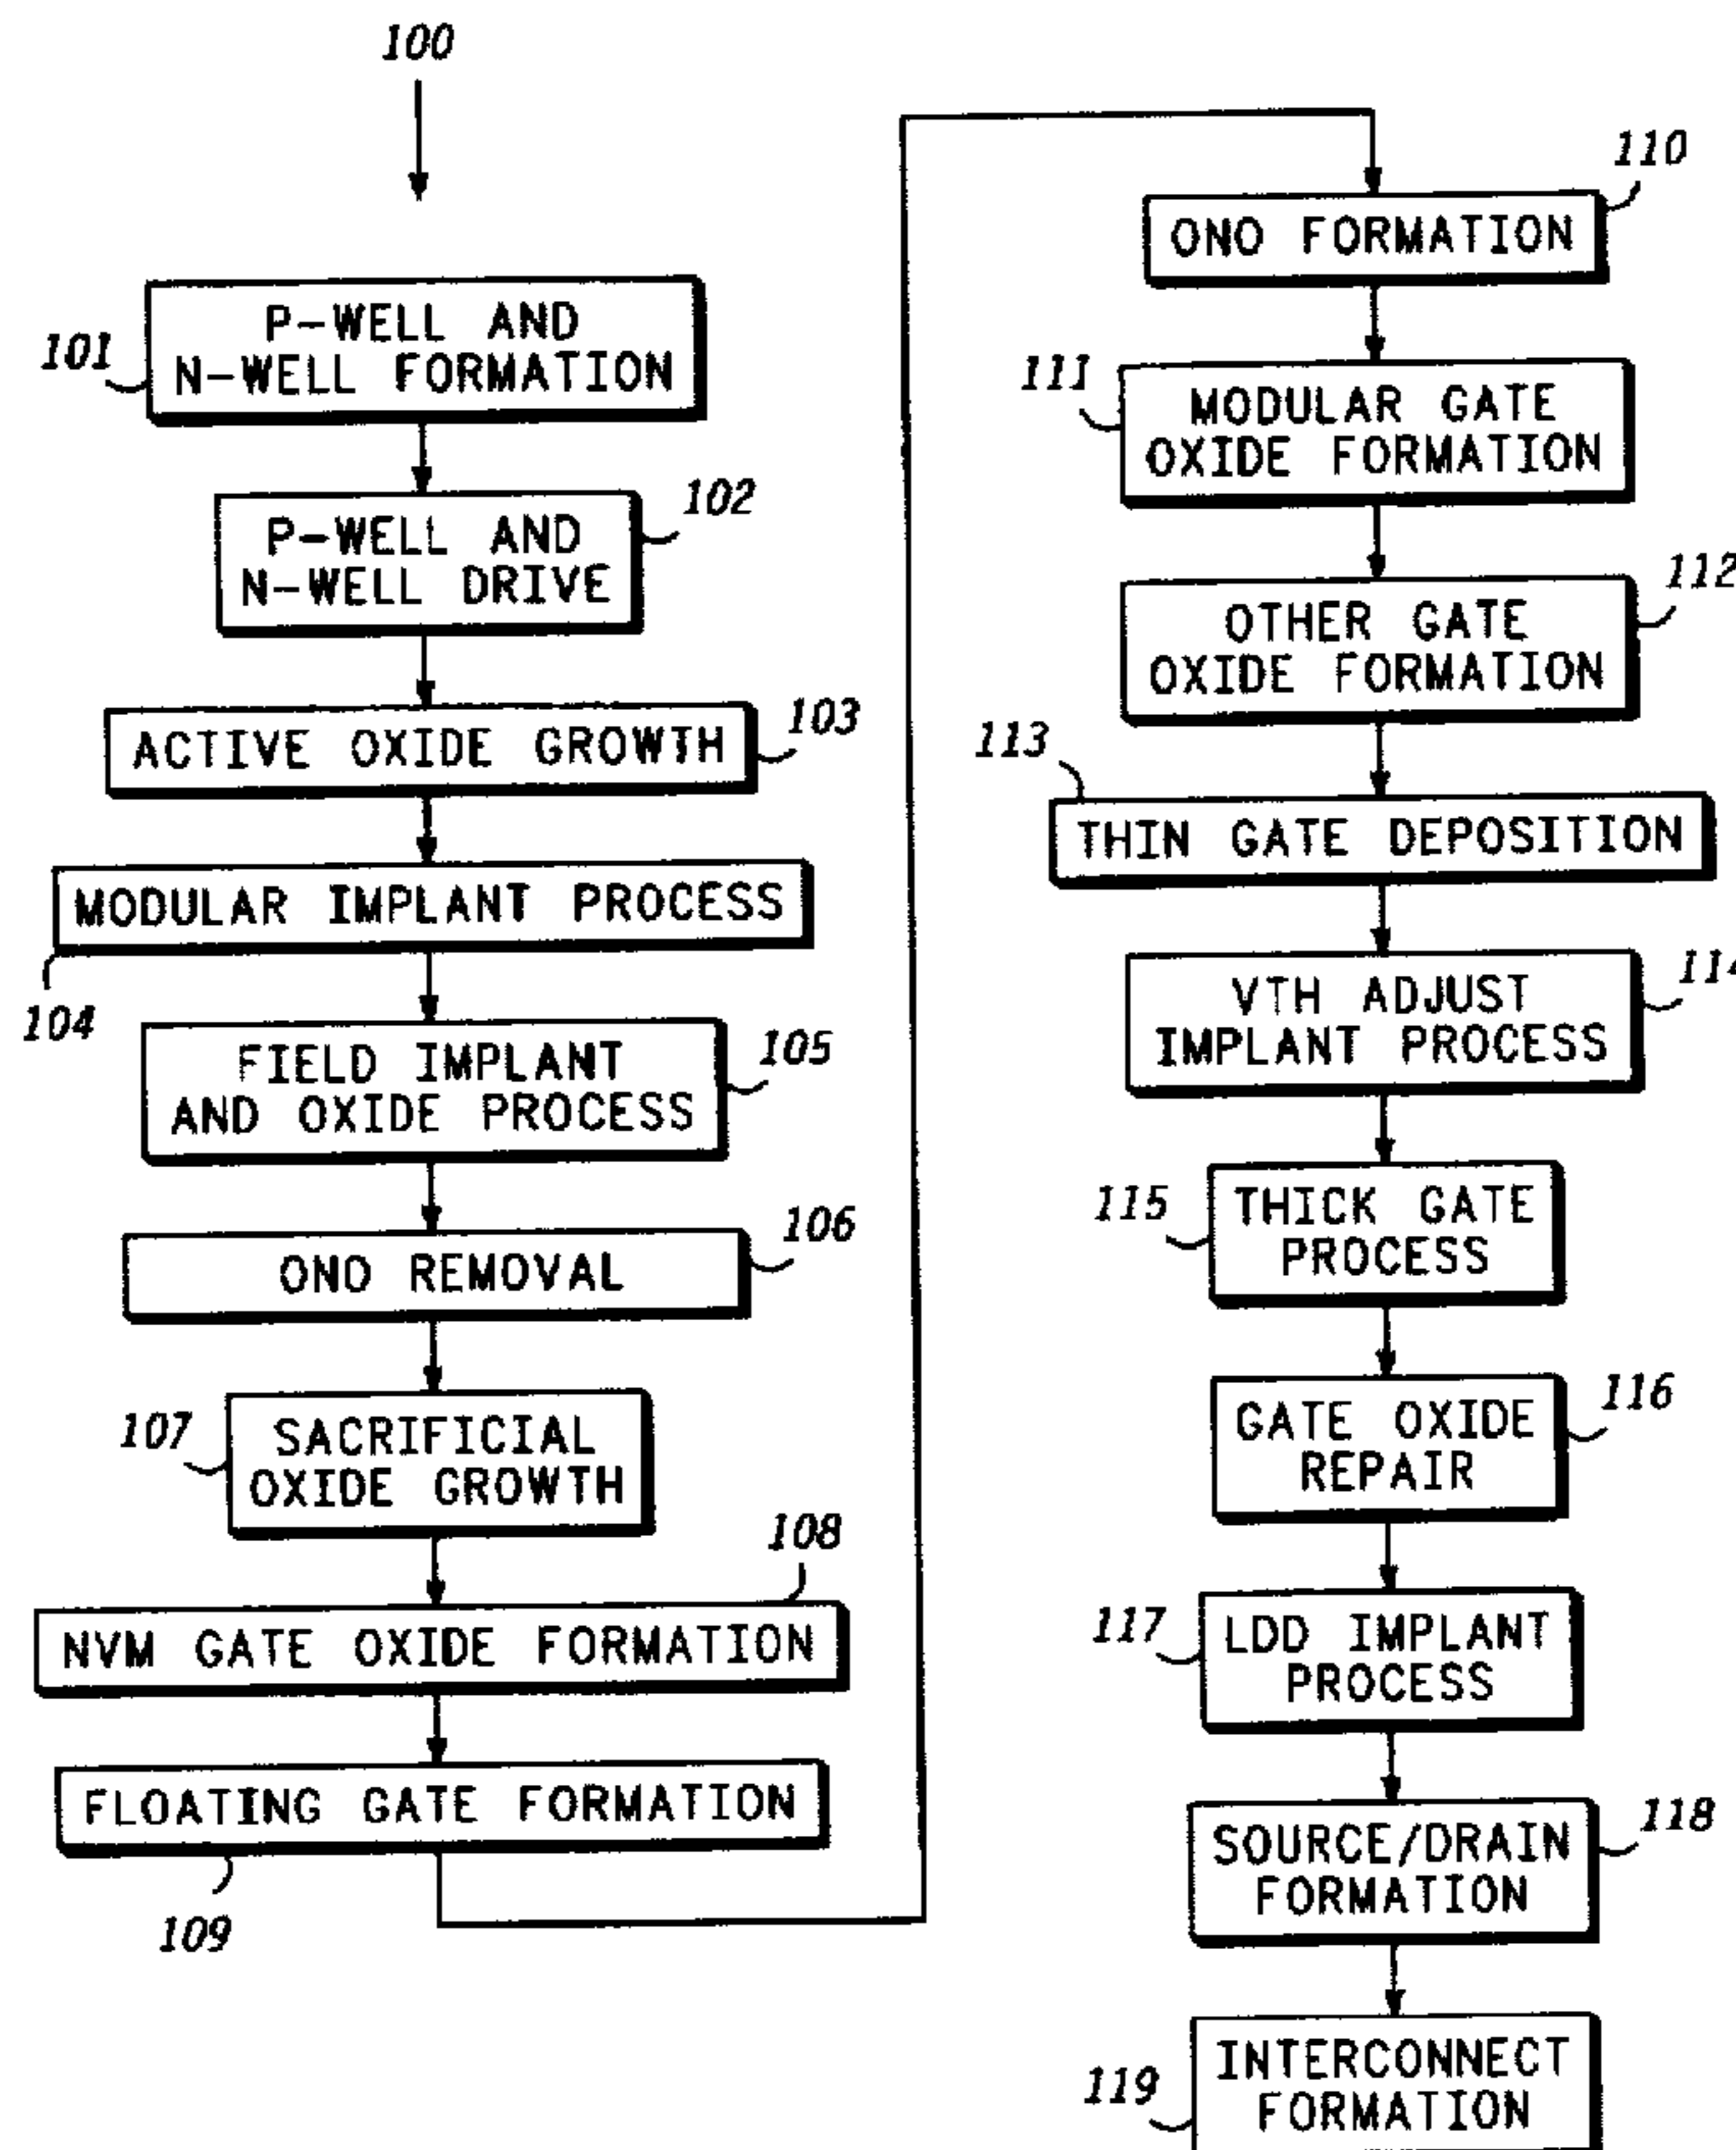 100
P-WELL AND
N-WELL FORMATION
101
P-WELL AND
N-WELL DRIVE
102
ACTIVE OXIDE GROWTH
103
MODULAR IMPLANT PROCESS
104
FIELD IMPLANT
AND OXIDE PROCESS
105
ONO REMOVAL
106
SACRIFICIAL
OXIDE GROWTH
107
NVM GATE OXIDE FORMATION
108
FLOATING GATE FORMATION
109
ONO FORMATION
110
MODULAR GATE
OXIDE FORMATION
111
OTHER GATE
OXIDE FORMATION
112
THIN GATE DEPOSITION
113
VTH ADJUST
IMPLANT PROCESS
114
THICK GATE
PROCESS
115
GATE OXIDE
REPAIR
116
LDD IMPLANT
PROCESS
117
SOURCE/DRAIN
FORMATION
118
INTERCONNECT
FORMATION
119